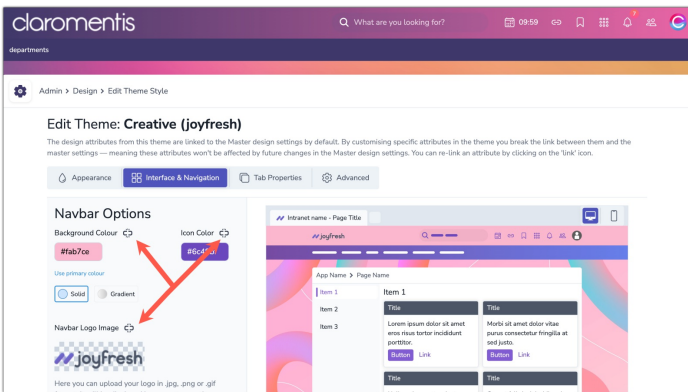 claromentis
What are you looking for?
09:59
7
departments
Admin > Design > Edit Theme Style
Edit Theme: Creative (joyfresh)
The design attributes from this theme are linked to the Master design settings by default. By customising specific attributes in the theme you break the link between them and the
master settings — meaning these attributes won't be affected by future changes in the Master design settings. You can re-link an attribute by clicking on the 'link' icon.
Appearance
Interface & Navigation
Tab Properties
Advanced
Navbar Options
Background Colour
Icon Color
#fab7ce
Use primary colour
Solid
Gradient
Navbar Logo Image
joyfresh
Here you can upload your logo in .jpg, .png or .gif
Intranet name - Page Title
joyfresh
App Name > Page Name
Item 1
Item 2
Item 3
Item 1
Title
Lorem ipsum dolor sit amet
eros risus tortor incididunt
porttitor.
Button Link
Title
Morbi sit amet dolor vitae
purus consectetur fringilla at
sed justo.
Button Link
Title
Title